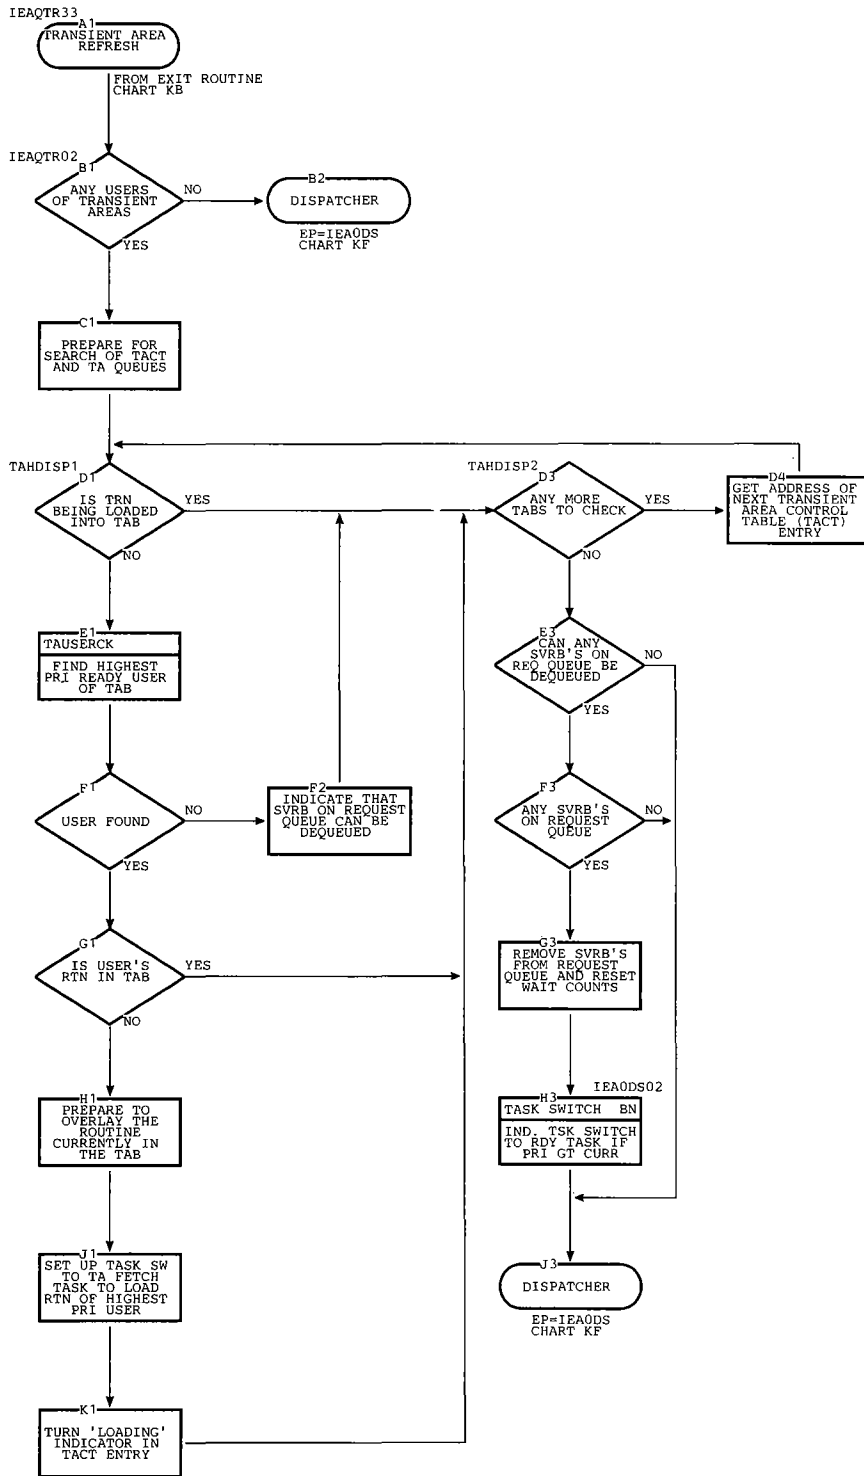 IEAQTR33
A1
TRANSIENT AREA
REFRESH
FROM EXIT ROUTINE
CHART KB
IEAQTR02
B1
ANY USERS
OF TRANSIENT
AREAS
NO
YES
B2
DISPATCHER
EP=IEA0DS
CHART KF
C1
PREPARE FOR
SEARCH OF TACT
AND TA QUEUES
TAHDISP1
D1
IS TRN
BEING LOADED
INTO TAB
YES
NO
TAHDISP2
D3
ANY MORE
TABS TO CHECK
YES
NO
D4
GET ADDRESS OF
NEXT TRANSIENT
AREA CONTROL
TABLE (TACT)
ENTRY
E1
TAUSERCK
FIND HIGHEST
PRI READY USER
OF TAB
E3
CAN ANY
SVRB'S ON
REQ QUEUE BE
DEQUEUED
NO
YES
F1
USER FOUND
NO
YES
F2
INDICATE THAT
SVRB ON REQUEST
QUEUE CAN BE
DEQUEUED
F3
ANY SVRB'S
ON REQUEST
QUEUE
NO
YES
G1
IS USER'S
RTN IN TAB
YES
NO
G3
REMOVE SVRB'S
FROM REQUEST
QUEUE AND RESET
WAIT COUNTS
H1
PREPARE TO
OVERLAY THE
ROUTINE
CURRENTLY IN
THE TAB
IEA0DS02
H3
TASK SWITCH BN
IND. TSK SWITCH
TO RDY TASK IF
PRI GT CURR
J1
SET UP TASK SW
TO TA FETCH
TASK TO LOAD
RTN OF HIGHEST
PRI USER
J3
DISPATCHER
EP=IEA0DS
CHART KF
K1
TURN 'LOADING'
INDICATOR IN
TACT ENTRY